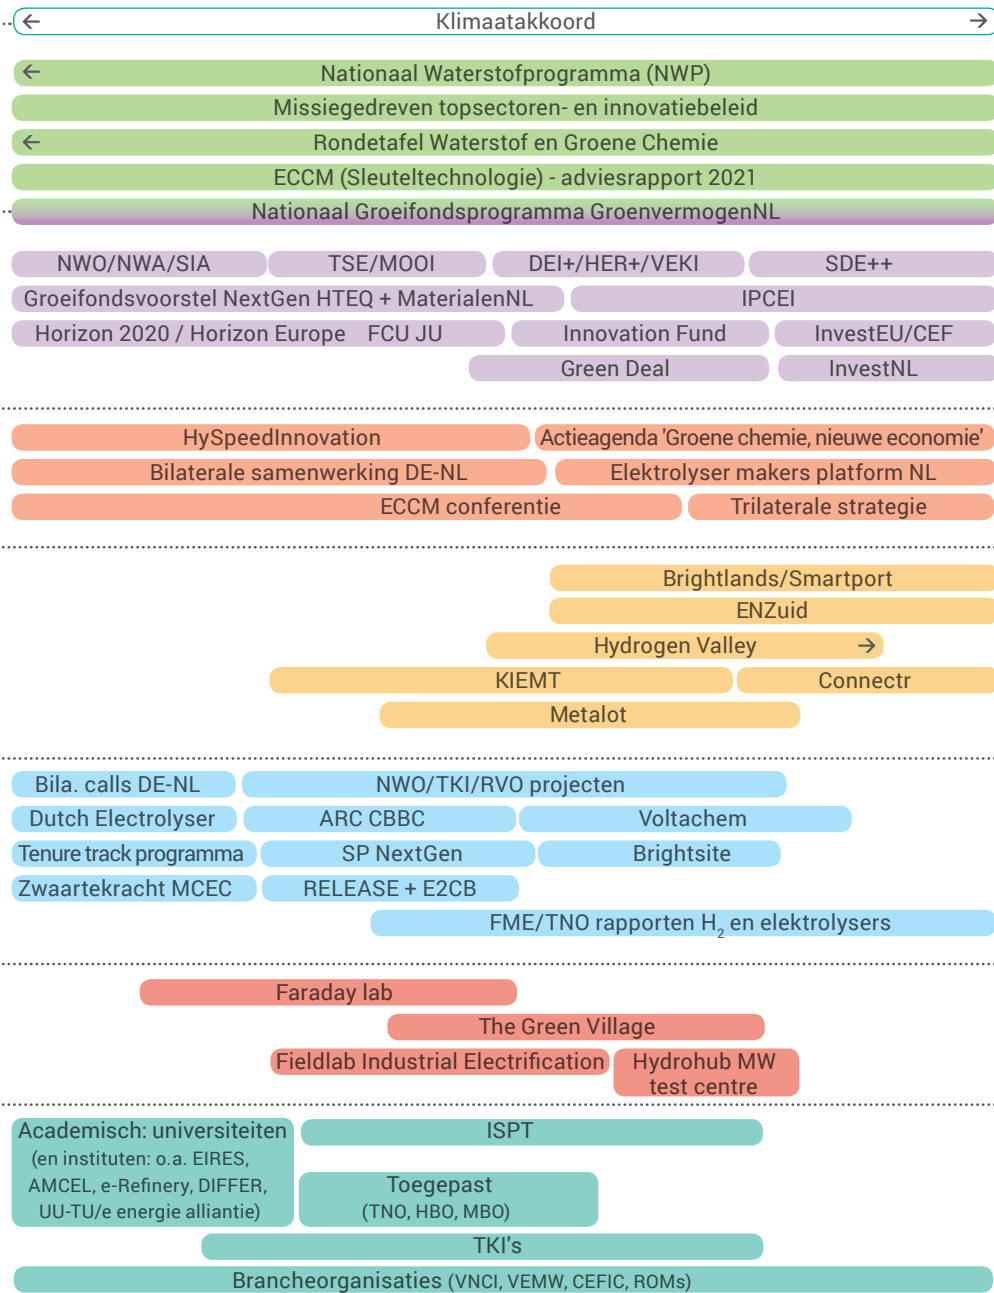 ← Klimaatakkoord →
← Nationaal Waterstofprogramma (NWP)
Missiegedreven topsectoren- en innovatiebeleid
← Rondetafel Waterstof en Groene Chemie
ECCM (Sleuteltechnologie) - adviesrapport 2021
Nationaal Groeifondsprogramma GroenvermogenNL
NWO/NWA/SIA TSE/MOOI DEI+/HER+/VEKI SDE++
Groeifondsvoorstel NextGen HTEQ + MaterialenNL IPCEI
Horizon 2020 / Horizon Europe FCU JU Innovation Fund InvestEU/CEF
Green Deal InvestNL
HySpeedInnovation Actieagenda 'Groene chemie, nieuwe economie'
Bilaterale samenwerking DE-NL Elektrolyser makers platform NL
ECCM conferentie Trilaterale strategie
Brightlands/Smartport
ENZuid
Hydrogen Valley →
KIEMT Connectr
Metalot
Bila. calls DE-NL NWO/TKI/RVO projecten
Dutch Electrolyser ARC CBBC Voltachem
Tenure track programma SP NextGen Brightsite
Zwaartekracht MCEC RELEASE + E2CB
FME/TNO rapporten H₂ en elektrolysers
Faraday lab
The Green Village
Fieldlab Industrial Electrification Hydrohub MW
test centre
Academisch: universiteiten
(en instituten: o.a. EIRES,
AMCEL, e-Refinery, DIFFER,
UU-TU/e energie alliantie)
ISPT
Toegepast
(TNO, HBO, MBO)
TKI's
Brancheorganisaties (VNCI, VEMW, CEFIC, ROMs)